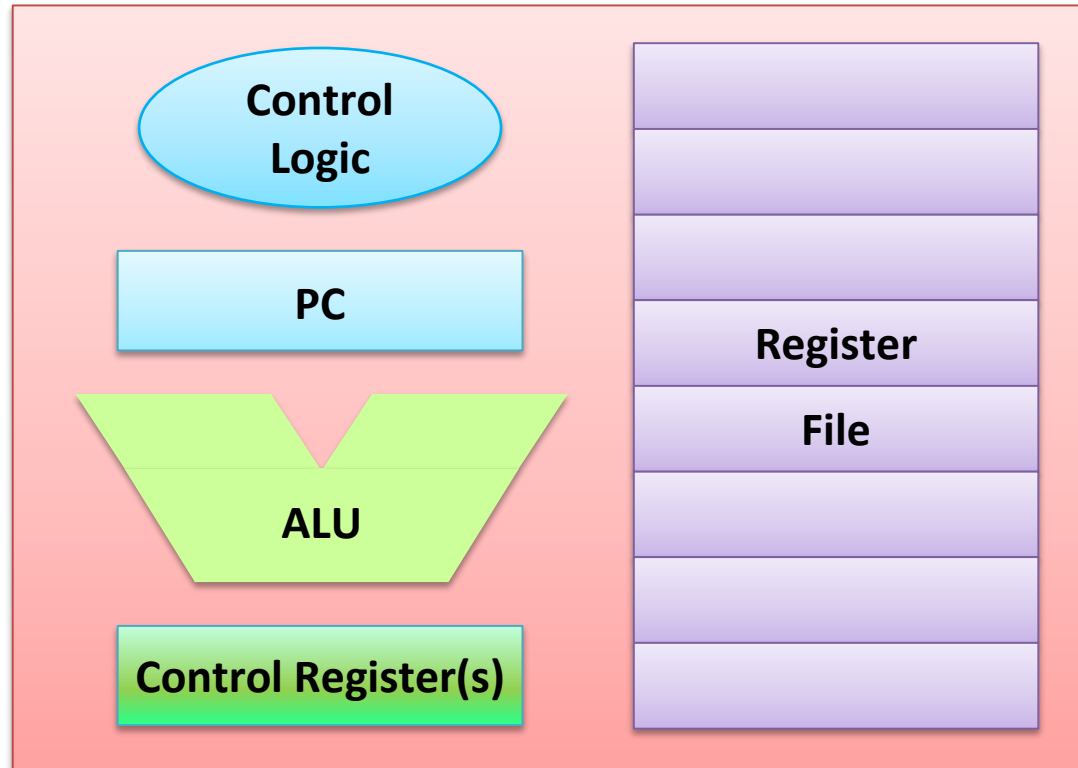 Control
Logic
PC
ALU
Control Register(s)
Register
File